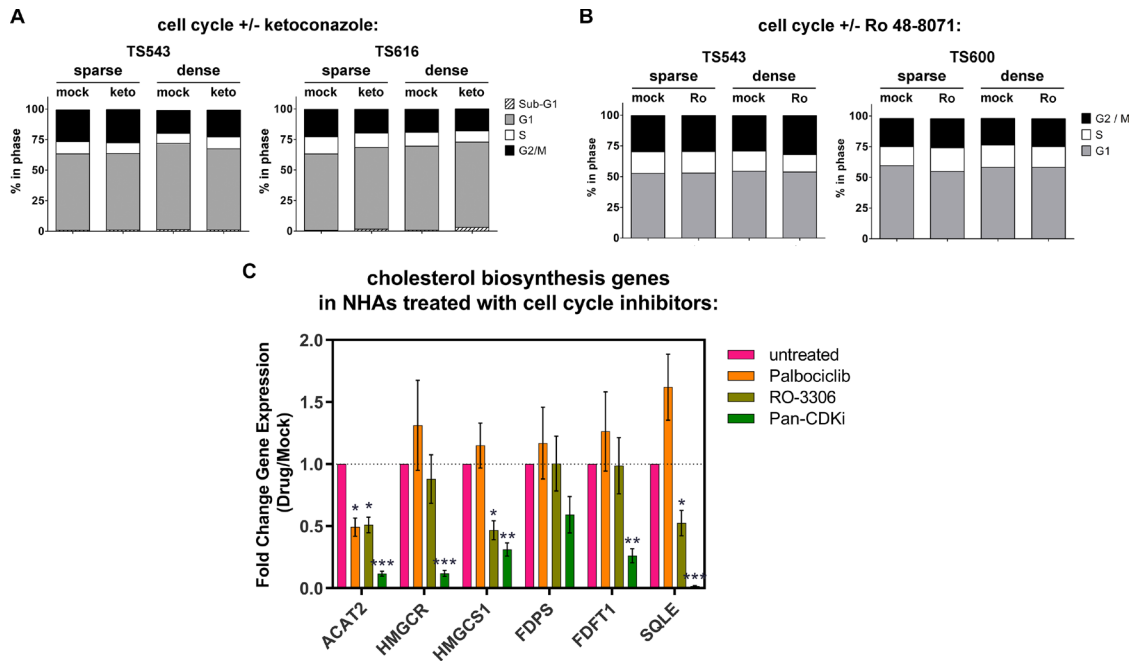 A
cell cycle +/- ketoconazole:
TS543
TS616
sparse dense sparse dense
mock keto mock keto mock keto mock keto
% in phase
100
75
50
25
0
% in phase
100
75
50
25
0
Sub-G1
G1
S
G2/M
B
cell cycle +/- Ro 48-8071:
TS543
TS600
sparse dense sparse dense
mock Ro mock Ro mock Ro mock Ro
% in phase
100
75
50
25
0
% in phase
100
75
50
25
0
G2 / M
S
G1
C
cholesterol biosynthesis genes
in NHAs treated with cell cycle inhibitors:
Fold Change Gene Expression
(Drug/Mock)
2.0
1.5
1.0
0.5
0.0
* * ***
***
* **
**
* ***
ACAT2 HMGCR HMGCS1 FDPS FDFT1 SQLE
untreated
Palbociclib
RO-3306
Pan-CDKi